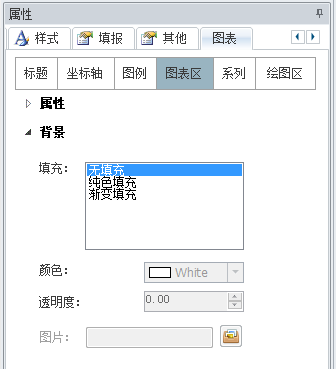 属性
样式 填报 其他 图表
标题 坐标轴 图例 图表区 系列 绘图区
属性
背景
填充：
无填充
纯色填充
渐变填充
颜色： White
透明度： 0.00
图片：